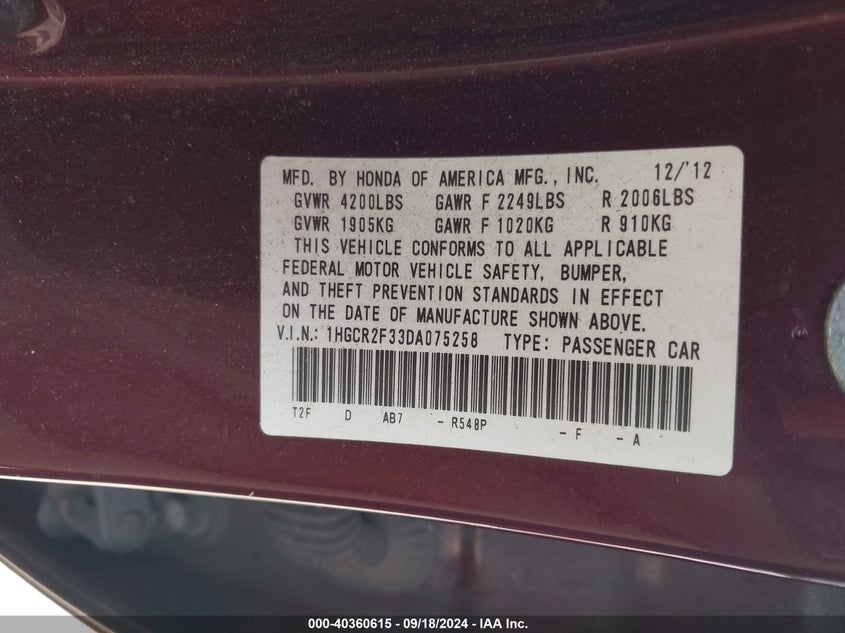 MFD. BY HONDA OF AMERICA MFG., INC. 12/'12
GVWR 4200LBS GAWR F 2249LBS R 2006LBS
GVWR 1905KG GAWR F 1020KG R 910KG
THIS VEHICLE CONFORMS TO ALL APPLICABLE
FEDERAL MOTOR VEHICLE SAFETY, BUMPER,
AND THEFT PREVENTION STANDARDS IN EFFECT
ON THE DATE OF MANUFACTURE SHOWN ABOVE.
V.I.N.: 1HGCR2F33DA075258 TYPE: PASSENGER CAR
T2F D AB7 - R548P - F - A
000-40360615 - 09/18/2024 - IAA Inc.